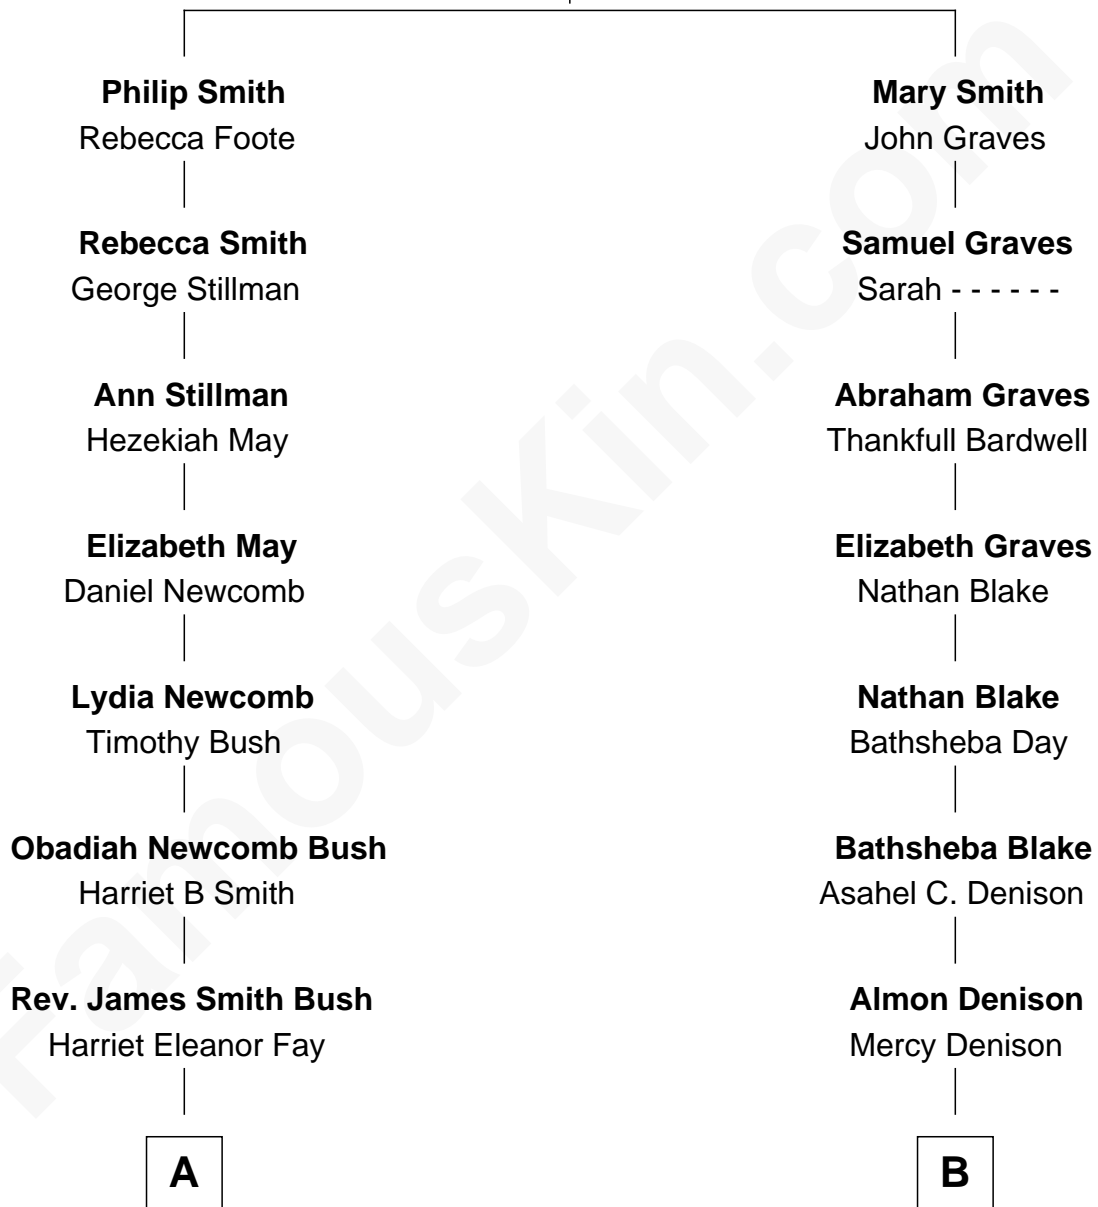 Philip Smith
Rebecca Foote
Mary Smith
John Graves
Rebecca Smith
George Stillman
Samuel Graves
Sarah - - - - - -
Ann Stillman
Hezekiah May
Abraham Graves
Thankfull Bardwell
Elizabeth May
Daniel Newcomb
Elizabeth Graves
Nathan Blake
Lydia Newcomb
Timothy Bush
Nathan Blake
Bathsheba Day
Obadiah Newcomb Bush
Harriet B Smith
Bathsheba Blake
Asahel C. Denison
Rev. James Smith Bush
Harriet Eleanor Fay
Almon Denison
Mercy Denison
A
B
FamousKin.com